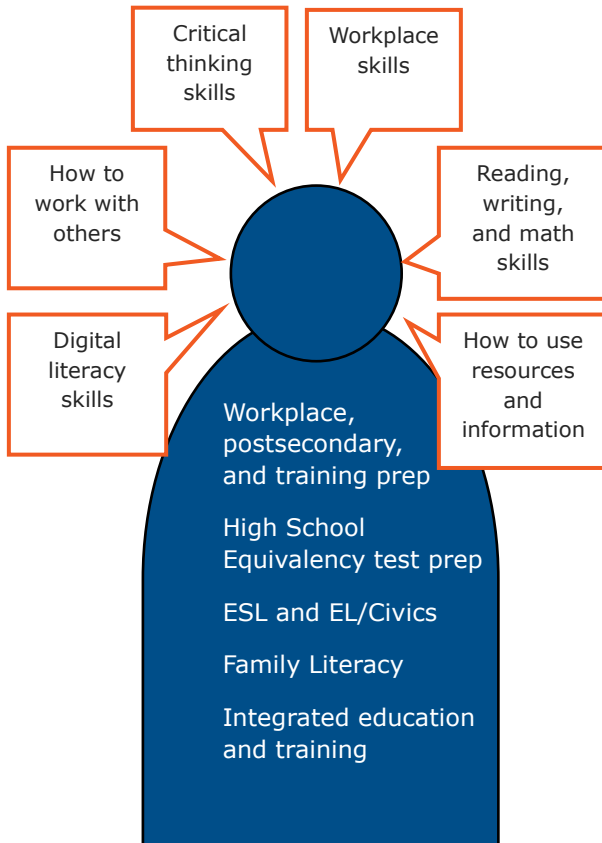 Critical
thinking
skills
Workplace
skills
How to
work with
others
Reading,
writing,
and math
skills
Digital
literacy
skills
How to use
resources
and
information
Workplace,
postsecondary,
and training prep
High School
Equivalency test prep
ESL and EL/Civics
Family Literacy
Integrated education
and training